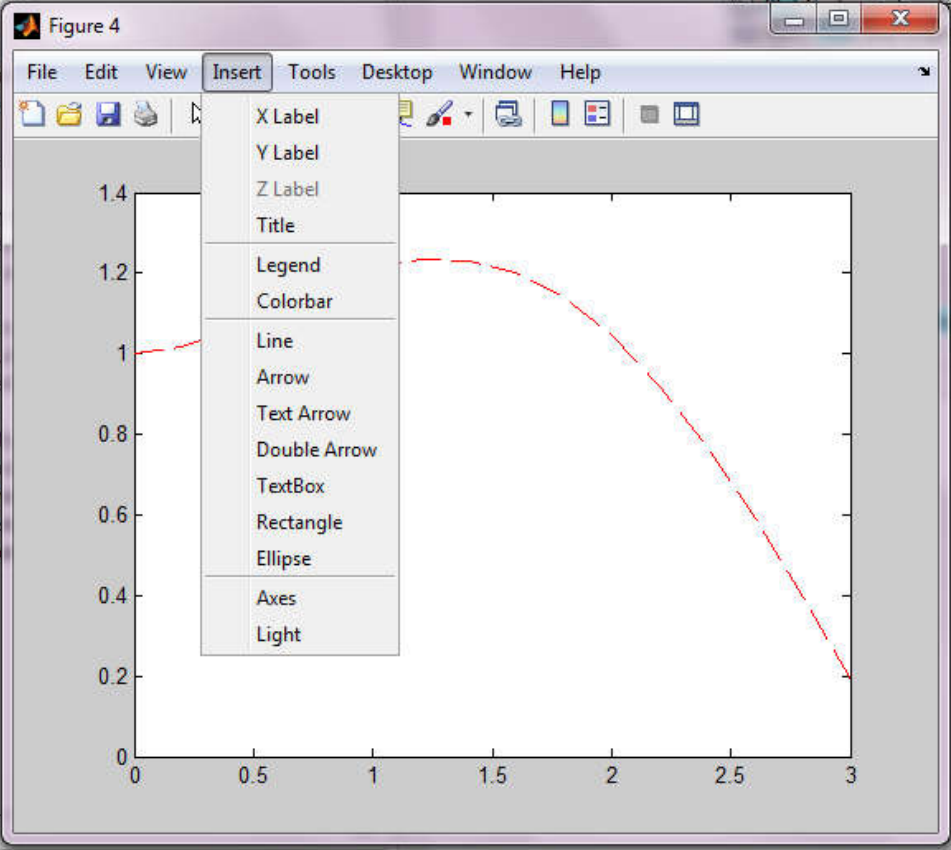 Figure 4
File Edit View Insert Tools Desktop Window Help
X Label
Y Label
Z Label
Title
Legend
Colorbar
Line
Arrow
Text Arrow
Double Arrow
TextBox
Rectangle
Ellipse
Axes
Light
1.4
1.2
1
0.8
0.6
0.4
0.2
0
0 0.5 1 1.5 2 2.5 3